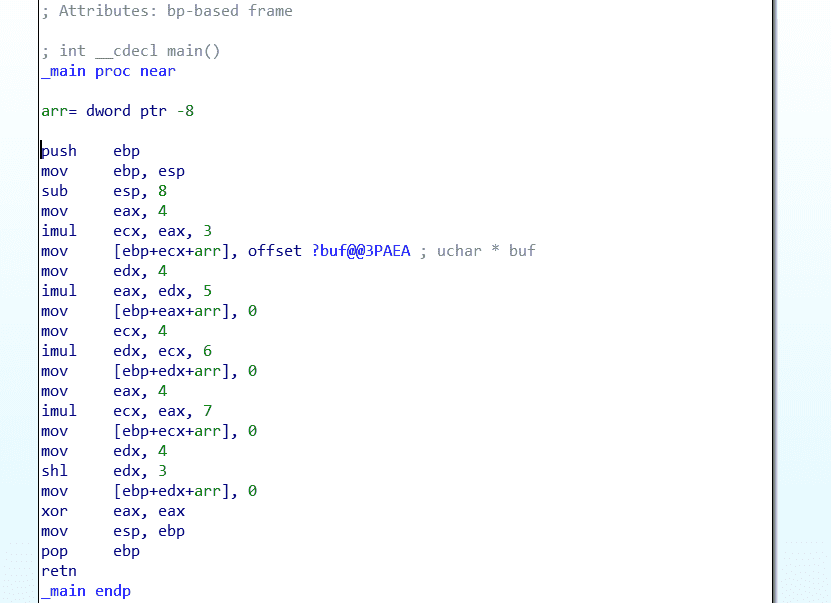 ; Attributes: bp-based frame
; int __cdecl main()
_main proc near
arr= dword ptr -8
push    ebp
mov     ebp, esp
sub     esp, 8
mov     eax, 4
imul    ecx, eax, 3
mov     [ebp+ecx+arr], offset ?buf@@3PAEA ; uchar * buf
mov     edx, 4
imul    eax, edx, 5
mov     [ebp+eax+arr], 0
mov     ecx, 4
imul    edx, ecx, 6
mov     [ebp+edx+arr], 0
mov     eax, 4
imul    ecx, eax, 7
mov     [ebp+ecx+arr], 0
mov     edx, 4
shl     edx, 3
mov     [ebp+edx+arr], 0
xor     eax, eax
mov     esp, ebp
pop     ebp
retn
_main endp